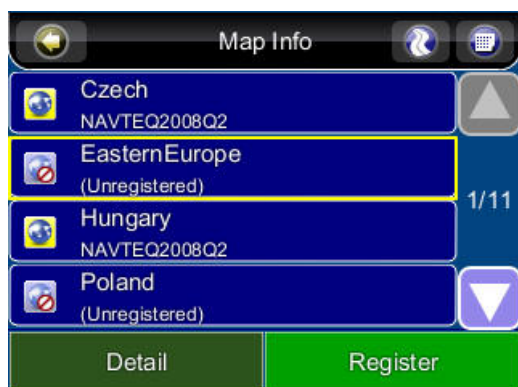 Map Info
Czech
NAVTEQ2008Q2
EasternEurope
(Unregistered)
1/11
Hungary
NAVTEQ2008Q2
Poland
(Unregistered)
Detail
Register